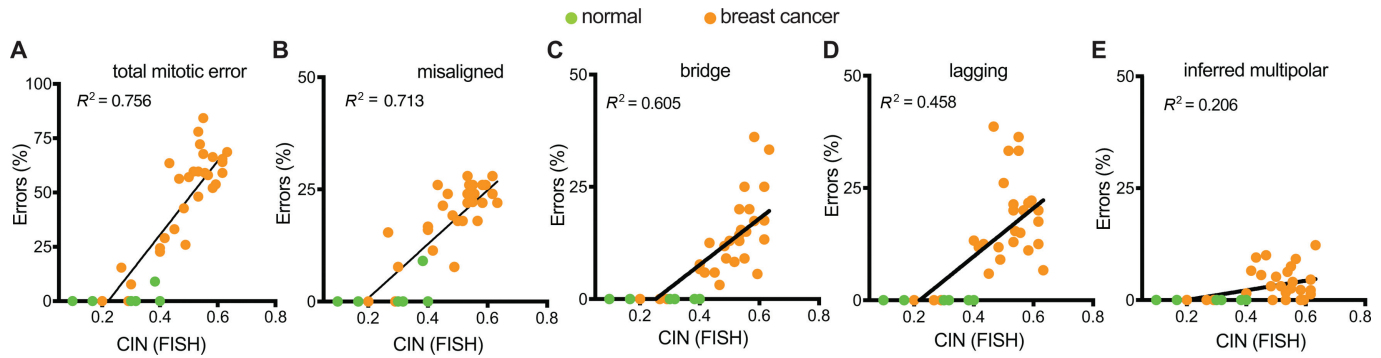 normal breast cancer
A total mitotic error
R² = 0.756
Errors (%)
100
75
50
25
0
0.2 0.4 0.6 0.8
CIN (FISH)
B misaligned
R² = 0.713
Errors (%)
50
25
0
0.2 0.4 0.6 0.8
CIN (FISH)
C bridge
R² = 0.605
Errors (%)
50
25
0
0.2 0.4 0.6 0.8
CIN (FISH)
D lagging
R² = 0.458
Errors (%)
50
25
0
0.2 0.4 0.6 0.8
CIN (FISH)
E inferred multipolar
R² = 0.206
Errors (%)
50
25
0
0.2 0.4 0.6 0.8
CIN (FISH)